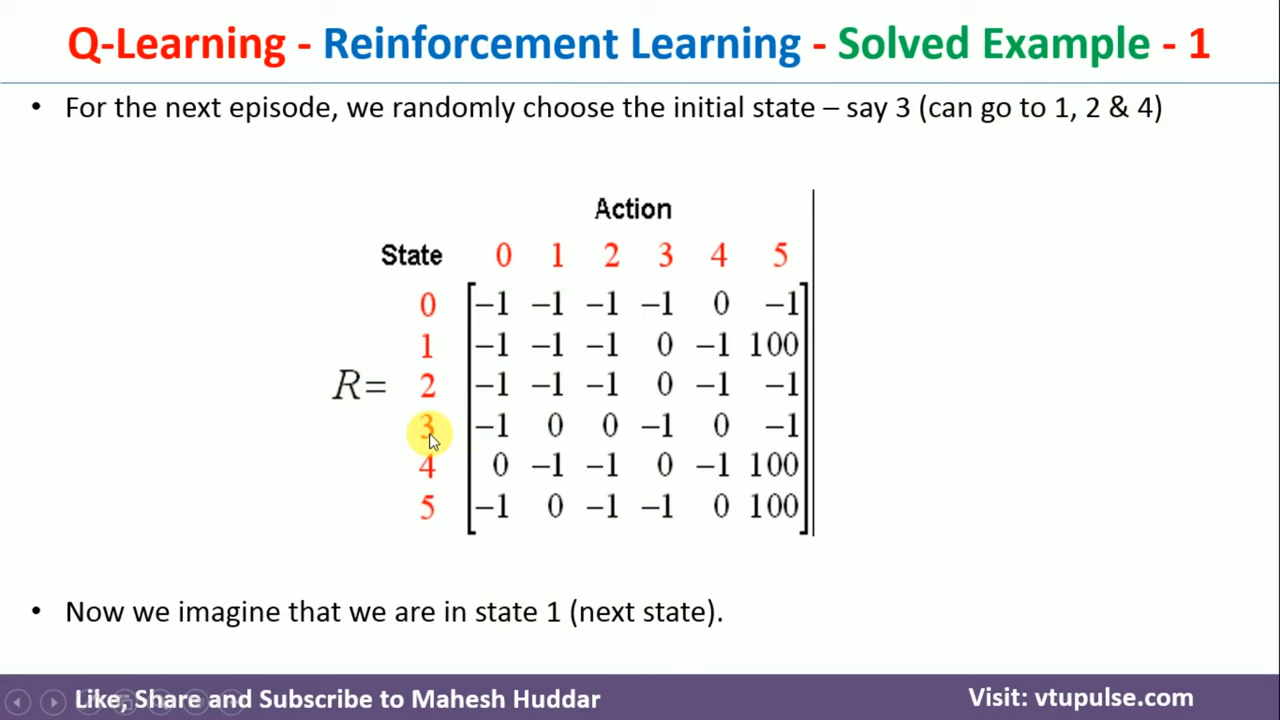 Q-Learning - Reinforcement Learning - Solved Example - 1
• For the next episode, we randomly choose the initial state – say 3 (can go to 1, 2 & 4)
Action
State 0 1 2 3 4 5
0 −1 −1 −1 −1 0 −1
1 −1 −1 −1 0 −1 100
R= 2 −1 −1 −1 0 −1 −1
3 −1 0 0 −1 0 −1
4 0 −1 −1 0 −1 100
5 −1 0 −1 −1 0 100
• Now we imagine that we are in state 1 (next state).
Like, Share and Subscribe to Mahesh Huddar Visit: vtupulse.com